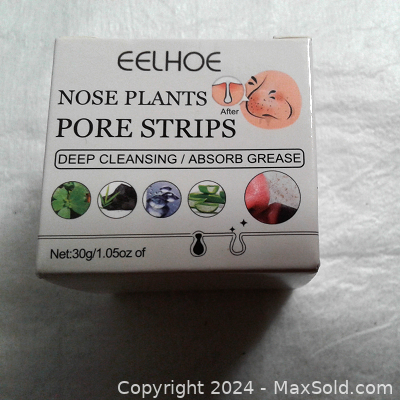 EELHOE
NOSE PLANTS
After
PORE STRIPS
DEEP CLEANSING / ABSORB GREASE
Net:30g/1.05oz of
Copyright © 2024 - MaxSold.com